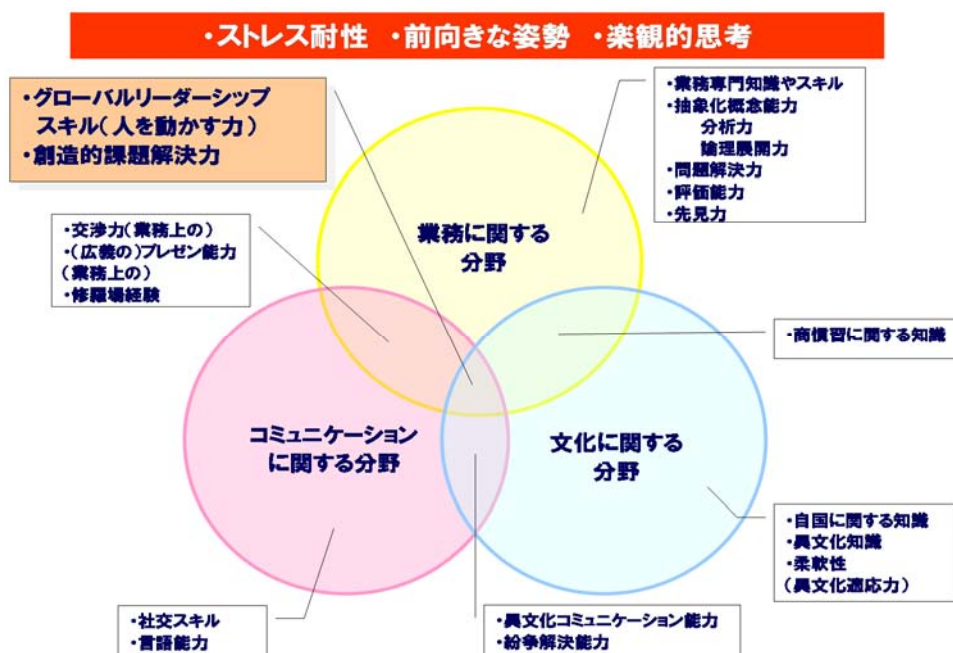 ・ストレス耐性 ・前向きな姿勢 ・楽観的思考
・グローバルリーダーシップ
スキル(人を動かす力)
・創造的課題解決力
・業務専門知識やスキル
・抽象化概念能力
分析力
論理展開力
・問題解決力
・評価能力
・先見力
・交渉力(業務上の)
・(広義の)プレゼン能力
(業務上の)
・修羅場経験
業務に関する
分野
・商慣習に関する知識
コミュニケーション
に関する分野
文化に関する
分野
・自国に関する知識
・異文化知識
・柔軟性
(異文化適応力)
・社交スキル
・言語能力
・異文化コミュニケーション能力
・紛争解決能力